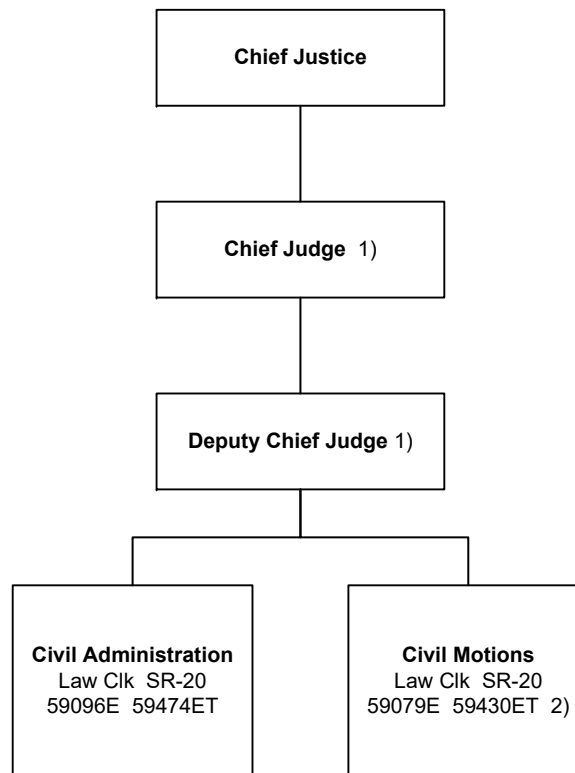 Chief Justice
Chief Judge 1)
Deputy Chief Judge 1)
Civil Administration
Law Clk SR-20
59096E 59474ET
Civil Motions
Law Clk SR-20
59079E 59430ET 2)